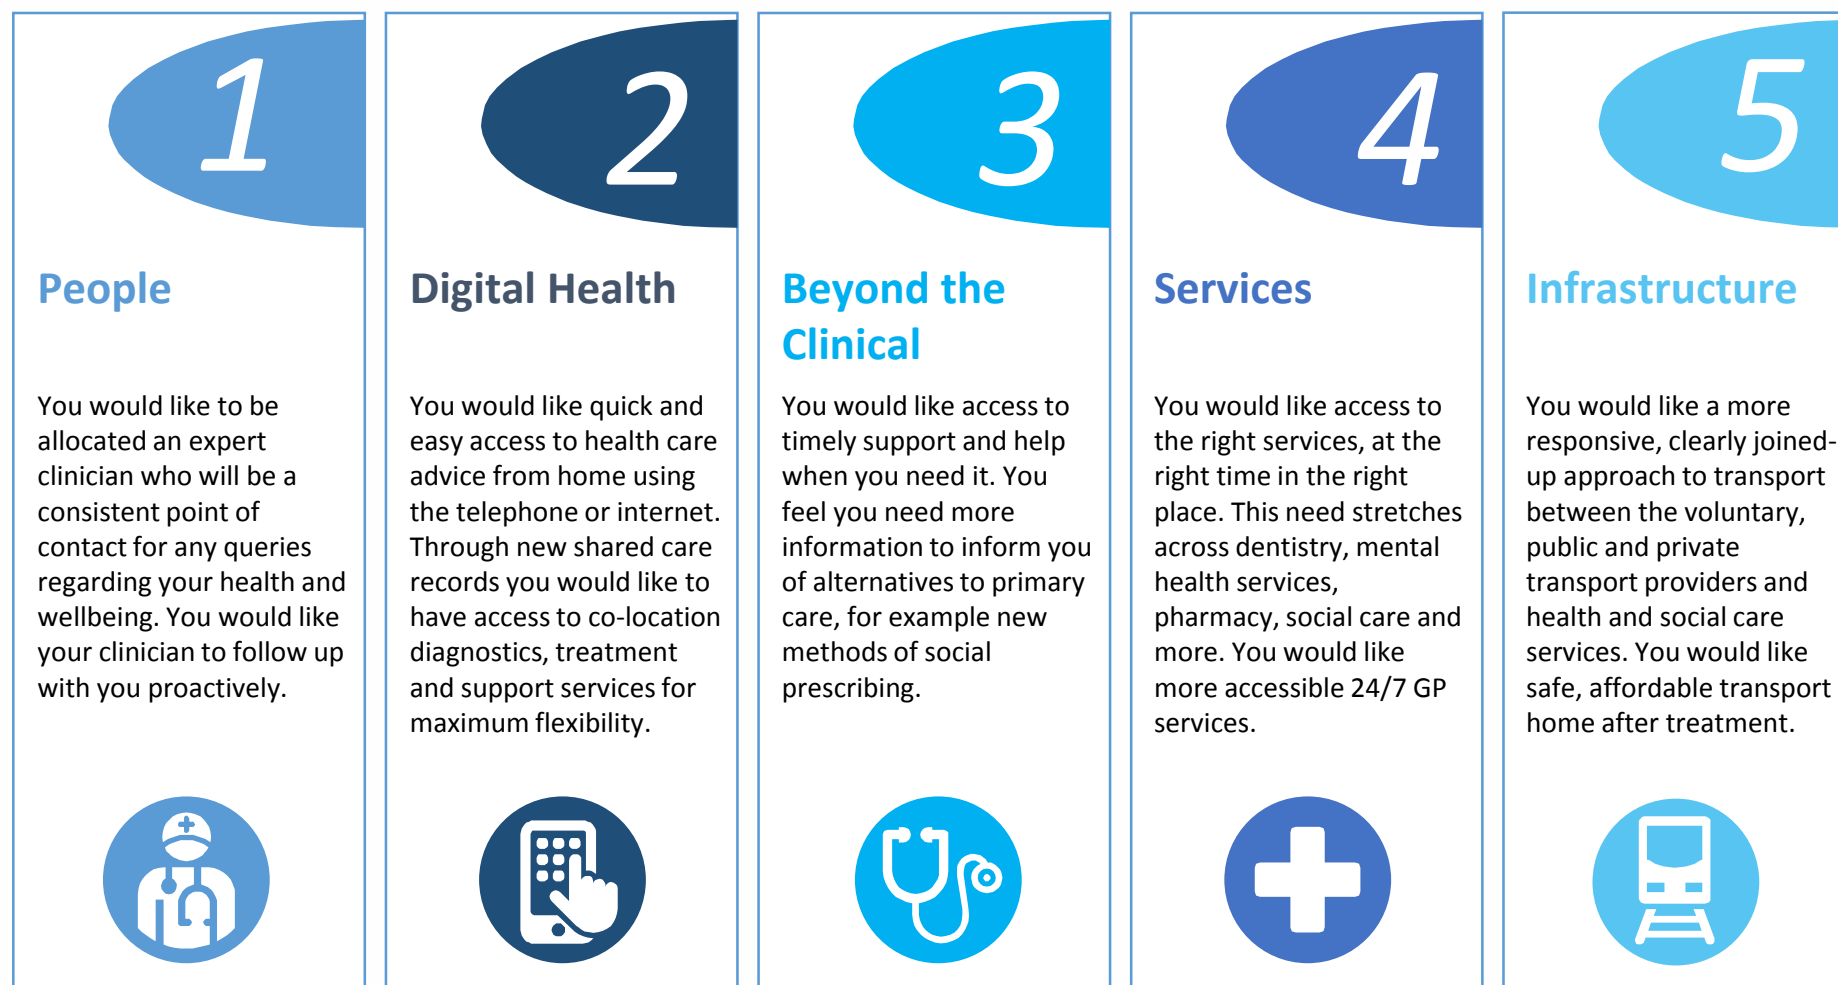 1
People
You would like to be
allocated an expert
clinician who will be a
consistent point of
contact for any queries
regarding your health and
wellbeing. You would like
your clinician to follow up
with you proactively.
2
Digital Health
You would like quick and
easy access to health care
advice from home using
the telephone or internet.
Through new shared care
records you would like to
have access to co-location
diagnostics, treatment
and support services for
maximum flexibility.
3
Beyond the
Clinical
You would like access to
timely support and help
when you need it. You
feel you need more
information to inform you
of alternatives to primary
care, for example new
methods of social
prescribing.
4
Services
You would like access to
the right services, at the
right time in the right
place. This need stretches
across dentistry, mental
health services,
pharmacy, social care and
more. You would like
more accessible 24/7 GP
services.
5
Infrastructure
You would like a more
responsive, clearly joined-
up approach to transport
between the voluntary,
public and private
transport providers and
health and social care
services. You would like
safe, affordable transport
home after treatment.